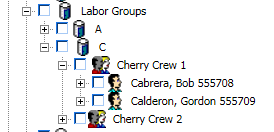 Labor Groups
A
C
Cherry Crew 1
Cabrera, Bob 555708
Calderon, Gordon 555709
Cherry Crew 2